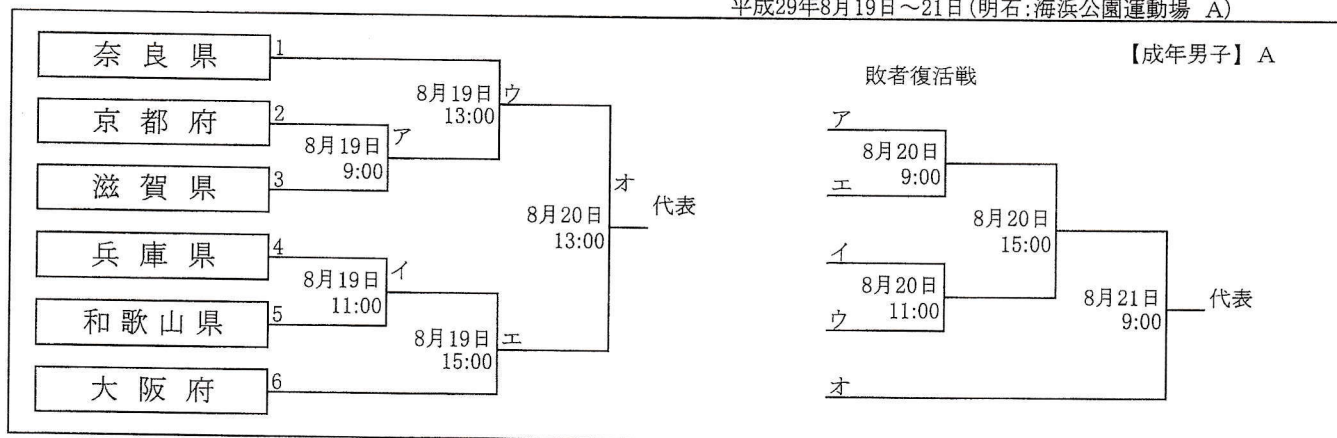 平成29年8月19日～21日(明石:海浜公園運動場 A)
【成年男子】A
奈良県
1
京都府
2
滋賀県
3
兵庫県
4
和歌山県
5
大阪府
6
8月19日
9:00
ア
8月19日
11:00
イ
8月19日
13:00
ウ
8月19日
15:00
エ
8月20日
13:00
オ
代表
敗者復活戦
ア
エ
8月20日
9:00
イ
ウ
8月20日
11:00
8月20日
15:00
オ
8月21日
9:00
代表